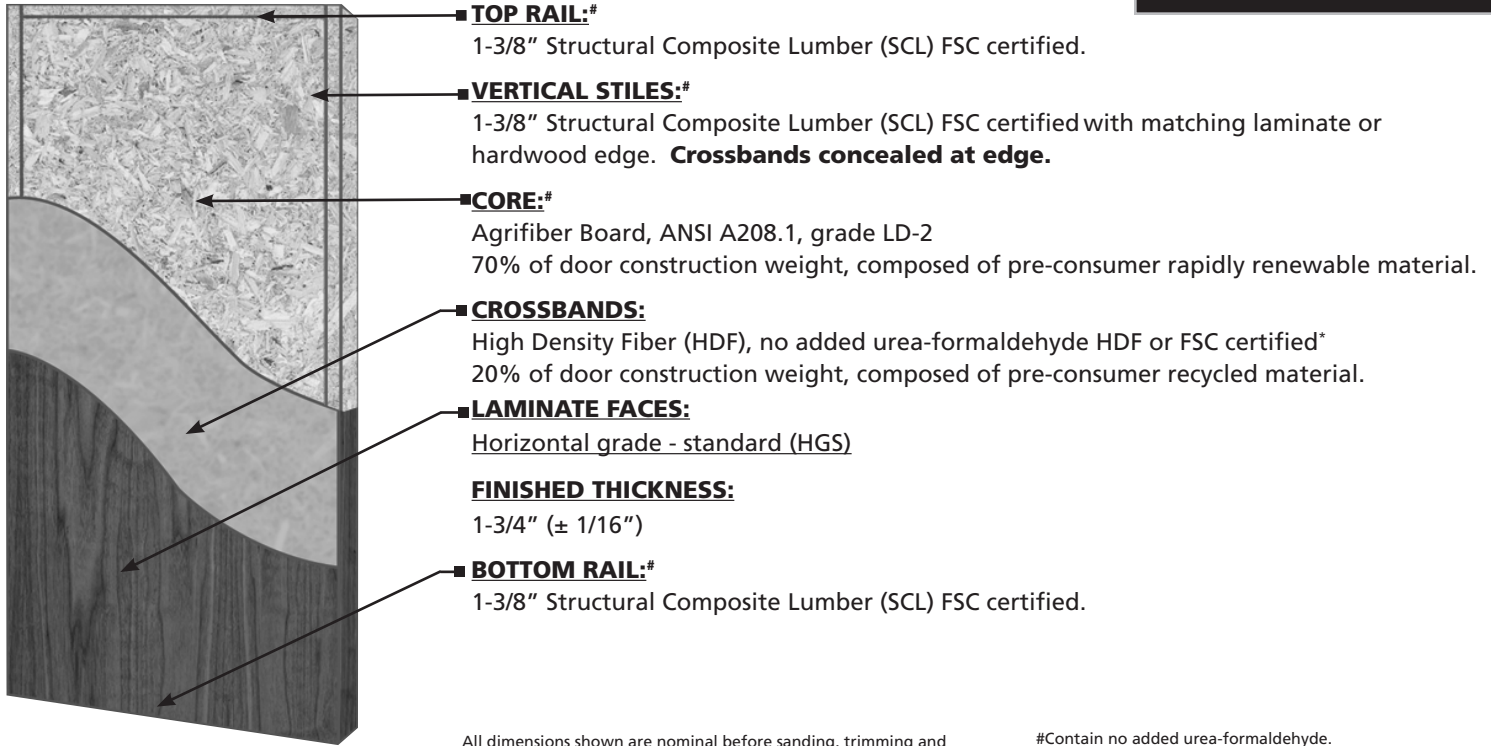 TOP RAIL:#
1-3/8” Structural Composite Lumber (SCL) FSC certified.
VERTICAL STILES:#
1-3/8” Structural Composite Lumber (SCL) FSC certified with matching laminate or
hardwood edge. Crossbands concealed at edge.
CORE:#
Agrifiber Board, ANSI A208.1, grade LD-2
70% of door construction weight, composed of pre-consumer rapidly renewable material.
CROSSBANDS:
High Density Fiber (HDF), no added urea-formaldehyde HDF or FSC certified*
20% of door construction weight, composed of pre-consumer recycled material.
LAMINATE FACES:
Horizontal grade - standard (HGS)
FINISHED THICKNESS:
1-3/4” (± 1/16”)
BOTTOM RAIL:#
1-3/8” Structural Composite Lumber (SCL) FSC certified.
All dimensions shown are nominal before sanding, trimming and
#Contain no added urea-formaldehyde.